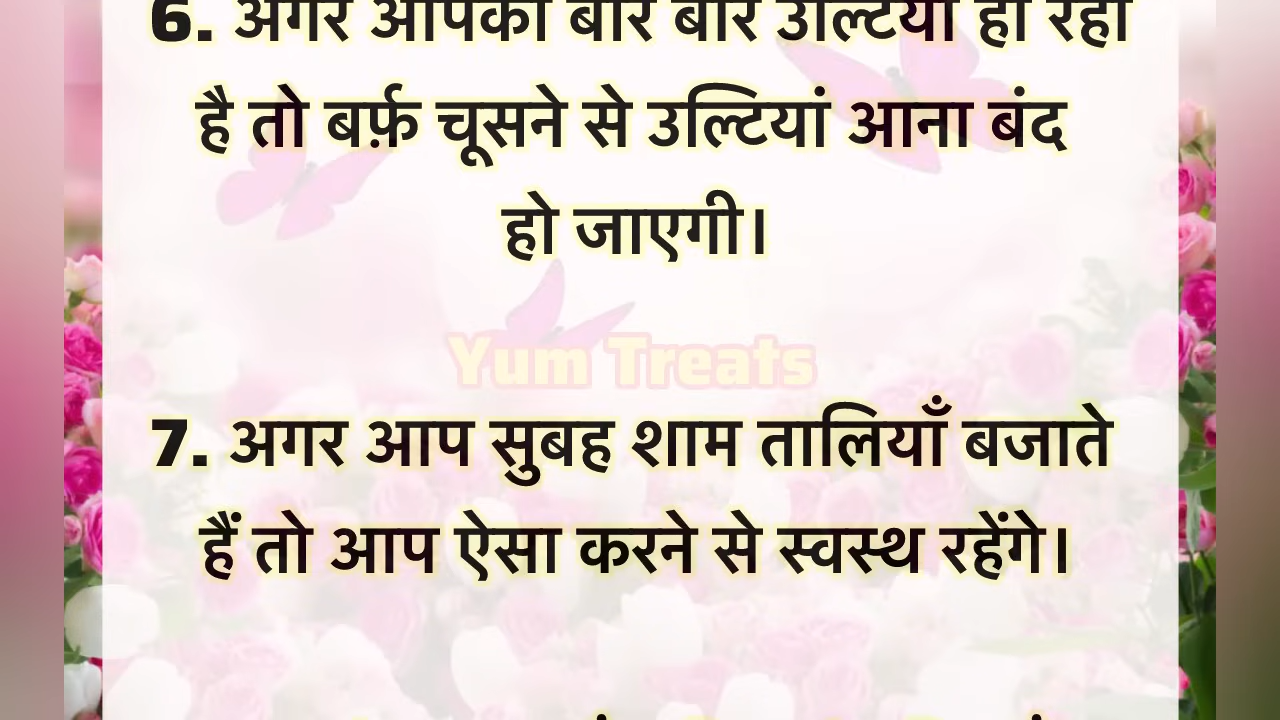 6. अगर आपको बार बार उल्टियां हो रही
है तो बर्फ़ चूसने से उल्टियां आना बंद
हो जाएगी।
Yum Treats
7. अगर आप सुबह शाम तालियाँ बजाते
हैं तो आप ऐसा करने से स्वस्थ रहेंगे।